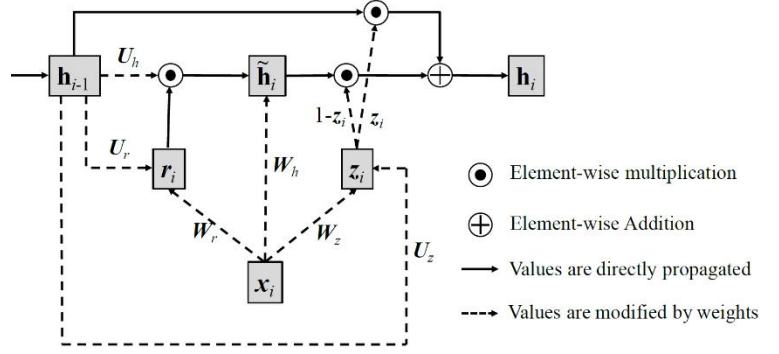 h_{i-1}
U_h
h̃_i
h_i
1-z_i
z_i
U_r
r_i
W_h
z_i
Element-wise multiplication
W_r
W_z
U_z
Element-wise Addition
x_i
Values are directly propagated
Values are modified by weights